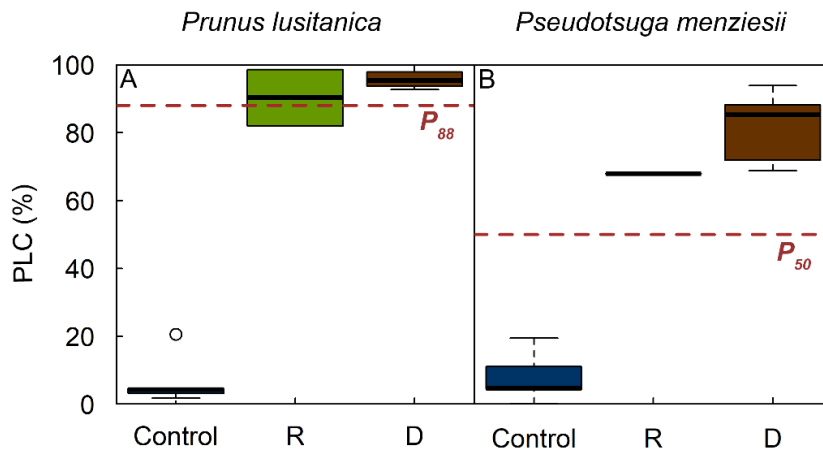 Prunus lusitanica
Pseudotsuga menziesii
PLC (%)
100
80
60
40
20
0
A
P88
B
P50
Control
R
D
Control
R
D